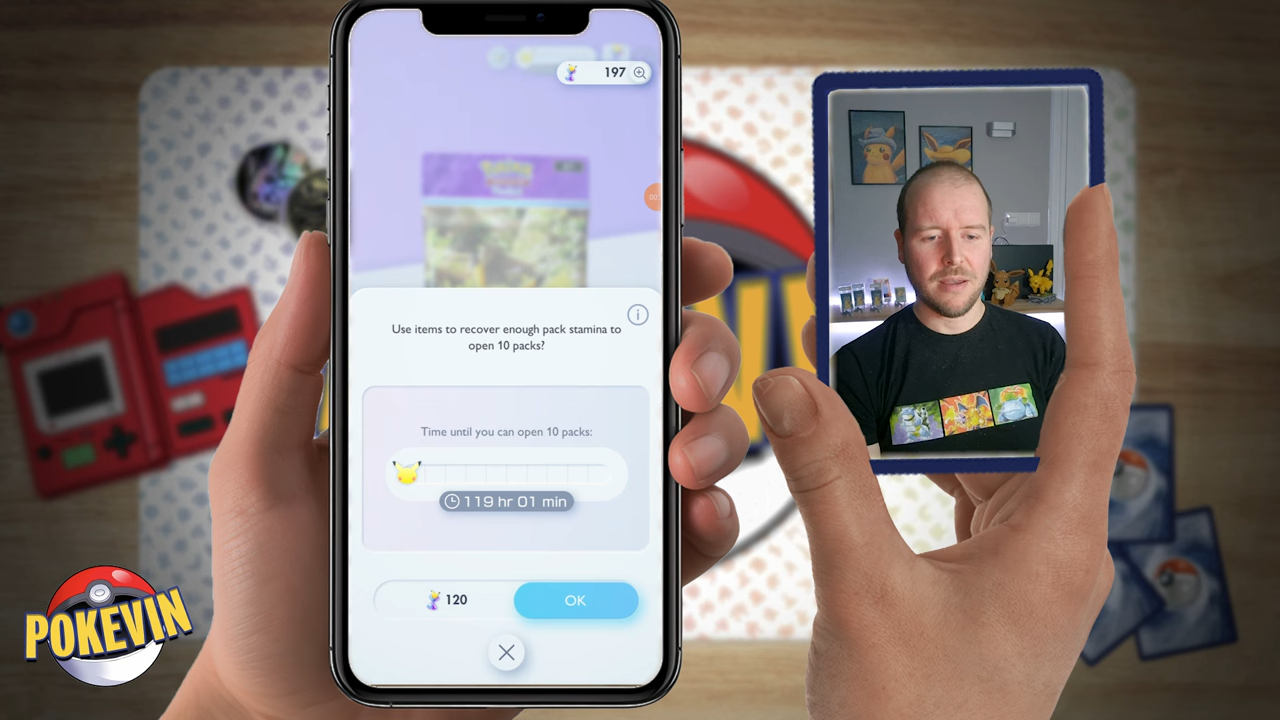 197
Use items to recover enough pack stamina to
open 10 packs?
Time until you can open 10 packs:
119 hr 01 min
120
OK
POKEVIN